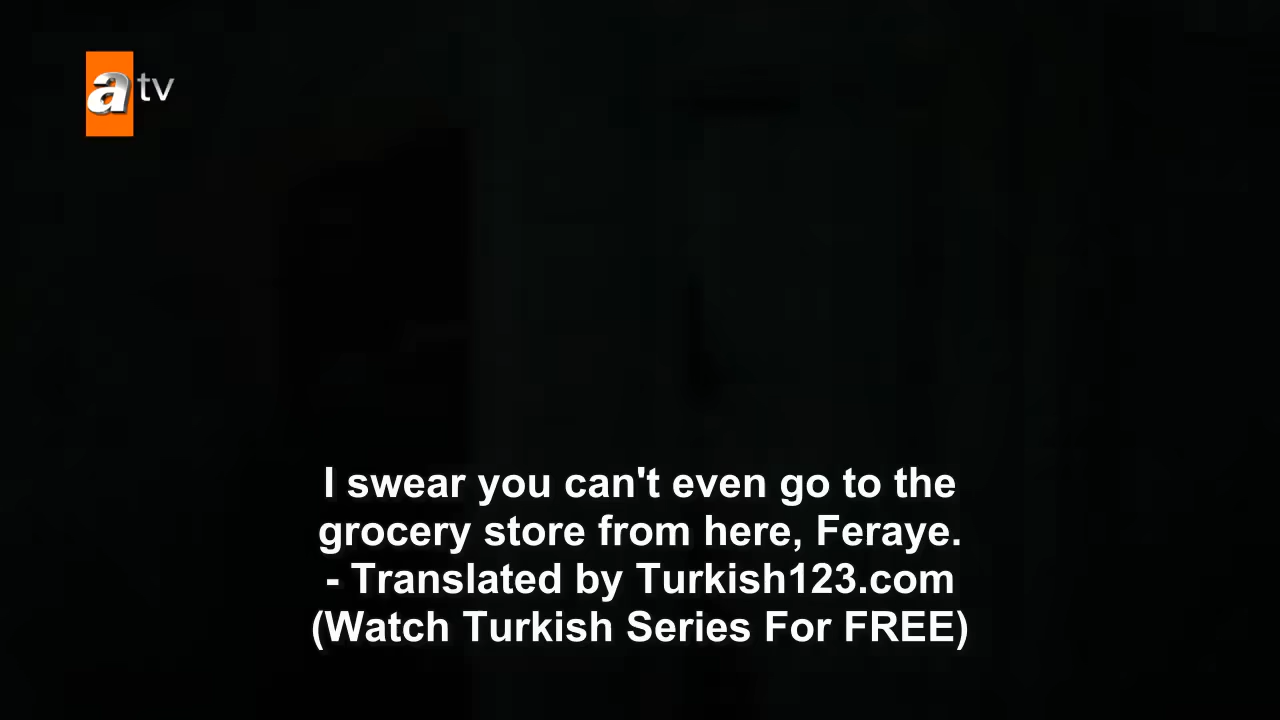 atv
I swear you can't even go to the
grocery store from here, Feraye.
- Translated by Turkish123.com
(Watch Turkish Series For FREE)